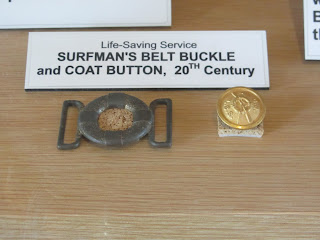 Life-Saving Service
SURFMAN'S BELT BUCKLE
and COAT BUTTON, 20TH Century